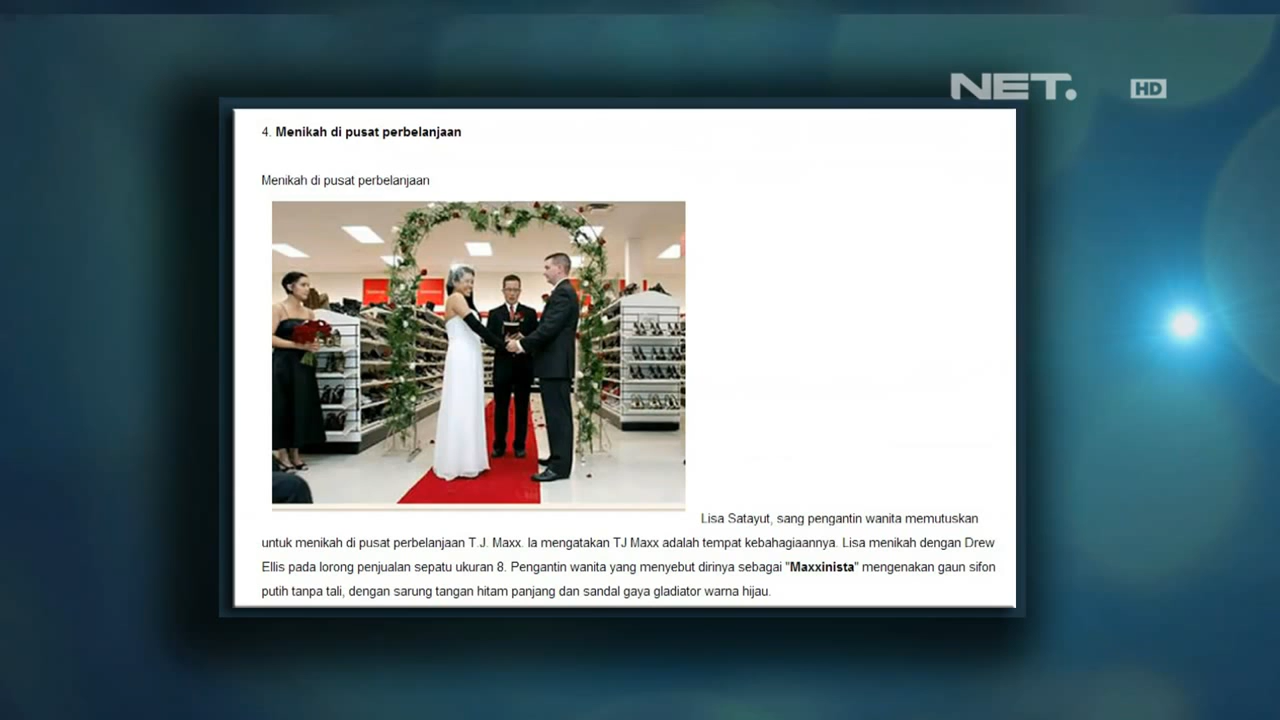 NET.
HD
4. Menikah di pusat perbelanjaan
Menikah di pusat perbelanjaan
Lisa Satayut, sang pengantin wanita memutuskan
untuk menikah di pusat perbelanjaan T.J. Maxx. Ia mengatakan TJ Maxx adalah tempat kebahagiaannya. Lisa menikah dengan Drew
Ellis pada lorong penjualan sepatu ukuran 8. Pengantin wanita yang menyebut dirinya sebagai "Maxxinista" mengenakan gaun sifon
putih tanpa tali, dengan sarung tangan hitam panjang dan sandal gaya gladiator warna hijau.